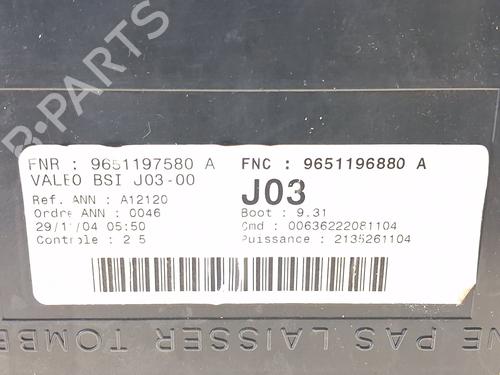 FNR : 9651197580 A FNC : 9651196880 A
VALEO BSI J03-00 J03
Ref. ANN : A12120 Boot : 9.31
Ordre ANN : 0046 Cmd : 00636222081104
29/11/04 05:50 Puissance : 2135261104
Controle : 2 5
NE PAS LAISSER TOMBE
B-PARTS